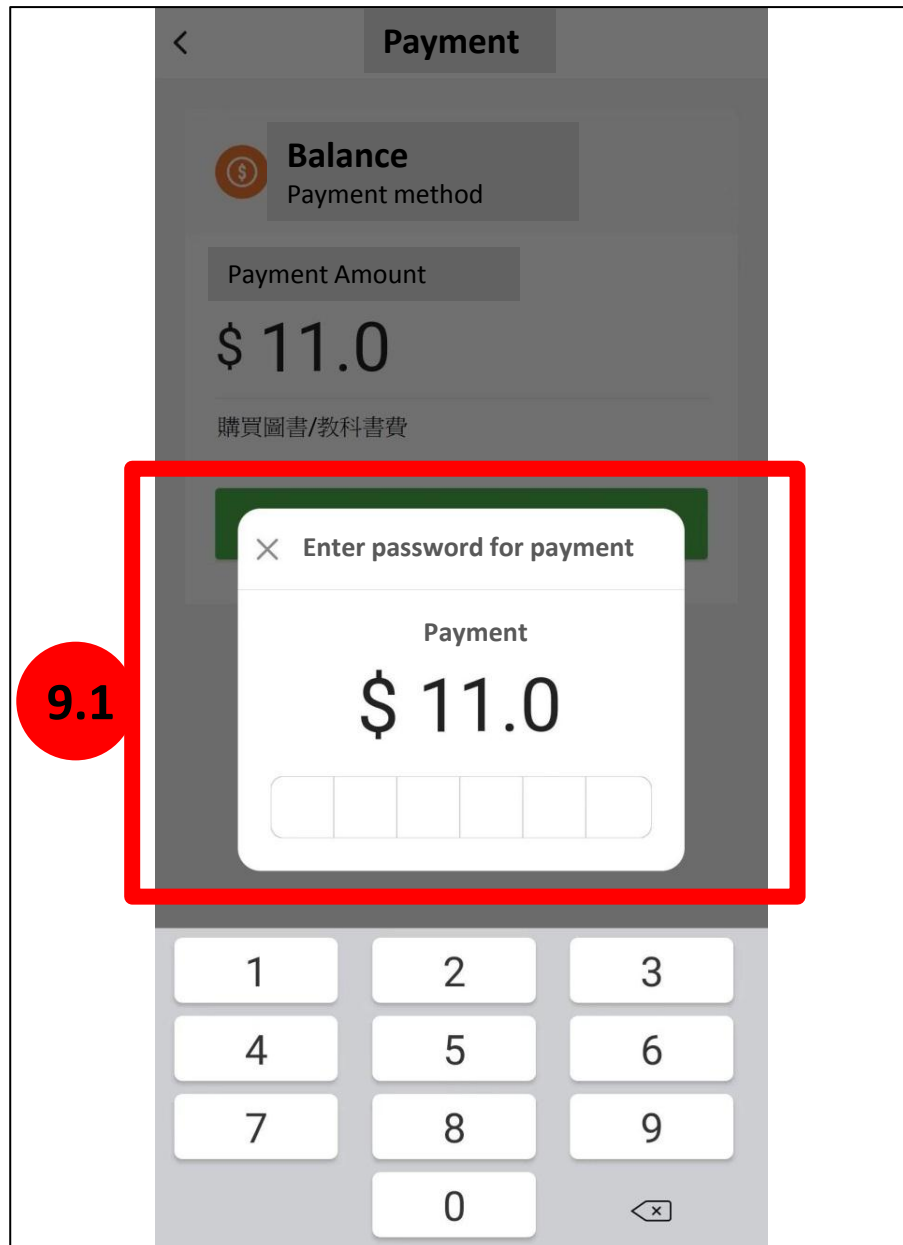 Payment
Balance
Payment method
Payment Amount
$ 11.0
購買圖書/教科書費
Enter password for payment
Payment
$ 11.0
9.1
1 2 3
4 5 6
7 8 9
0